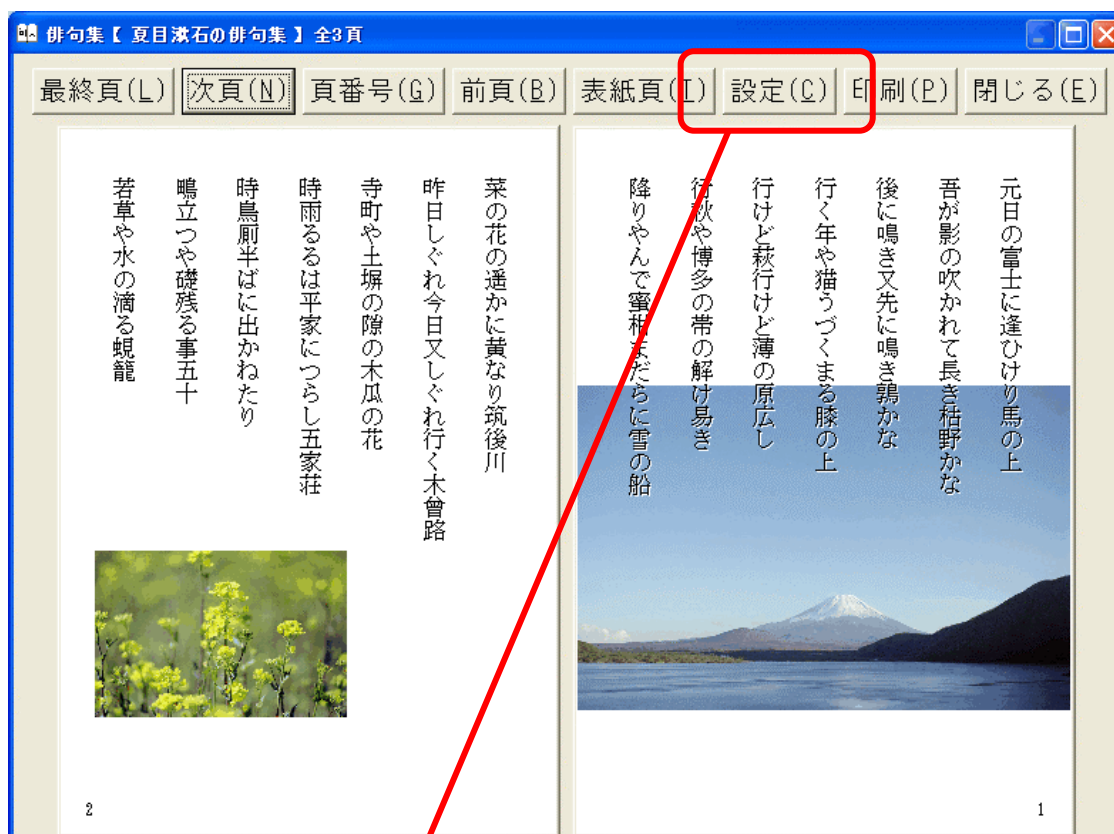 俳句集【 夏目漱石の俳句集 】 全3頁
最終頁(L) 次頁(N) 頁番号(G) 前頁(B) 表紙頁(T) 設定(C) 印刷(P) 閉じる(E)
元日の富士に逢ひけり馬の上
吾が影の吹かれて長き枯野かな
後に鳴き又先に鳴き鶉かな
行く年や猫うづくまる膝の上
行けど萩行けど薄の原広し
行秋や博多の帯の解け易き
降りやんで蜜柑まだらに雪の船
1
菜の花の遥かに黄なり筑後川
昨日しぐれ今日又しぐれ行く木曾路
寺町や土塀の隙の木瓜の花
時雨るるは平家につらし五家荘
時鳥厠半ばに出かねたり
鴫立つや礎残る事五十
若草や水の滴る蜆籠
2